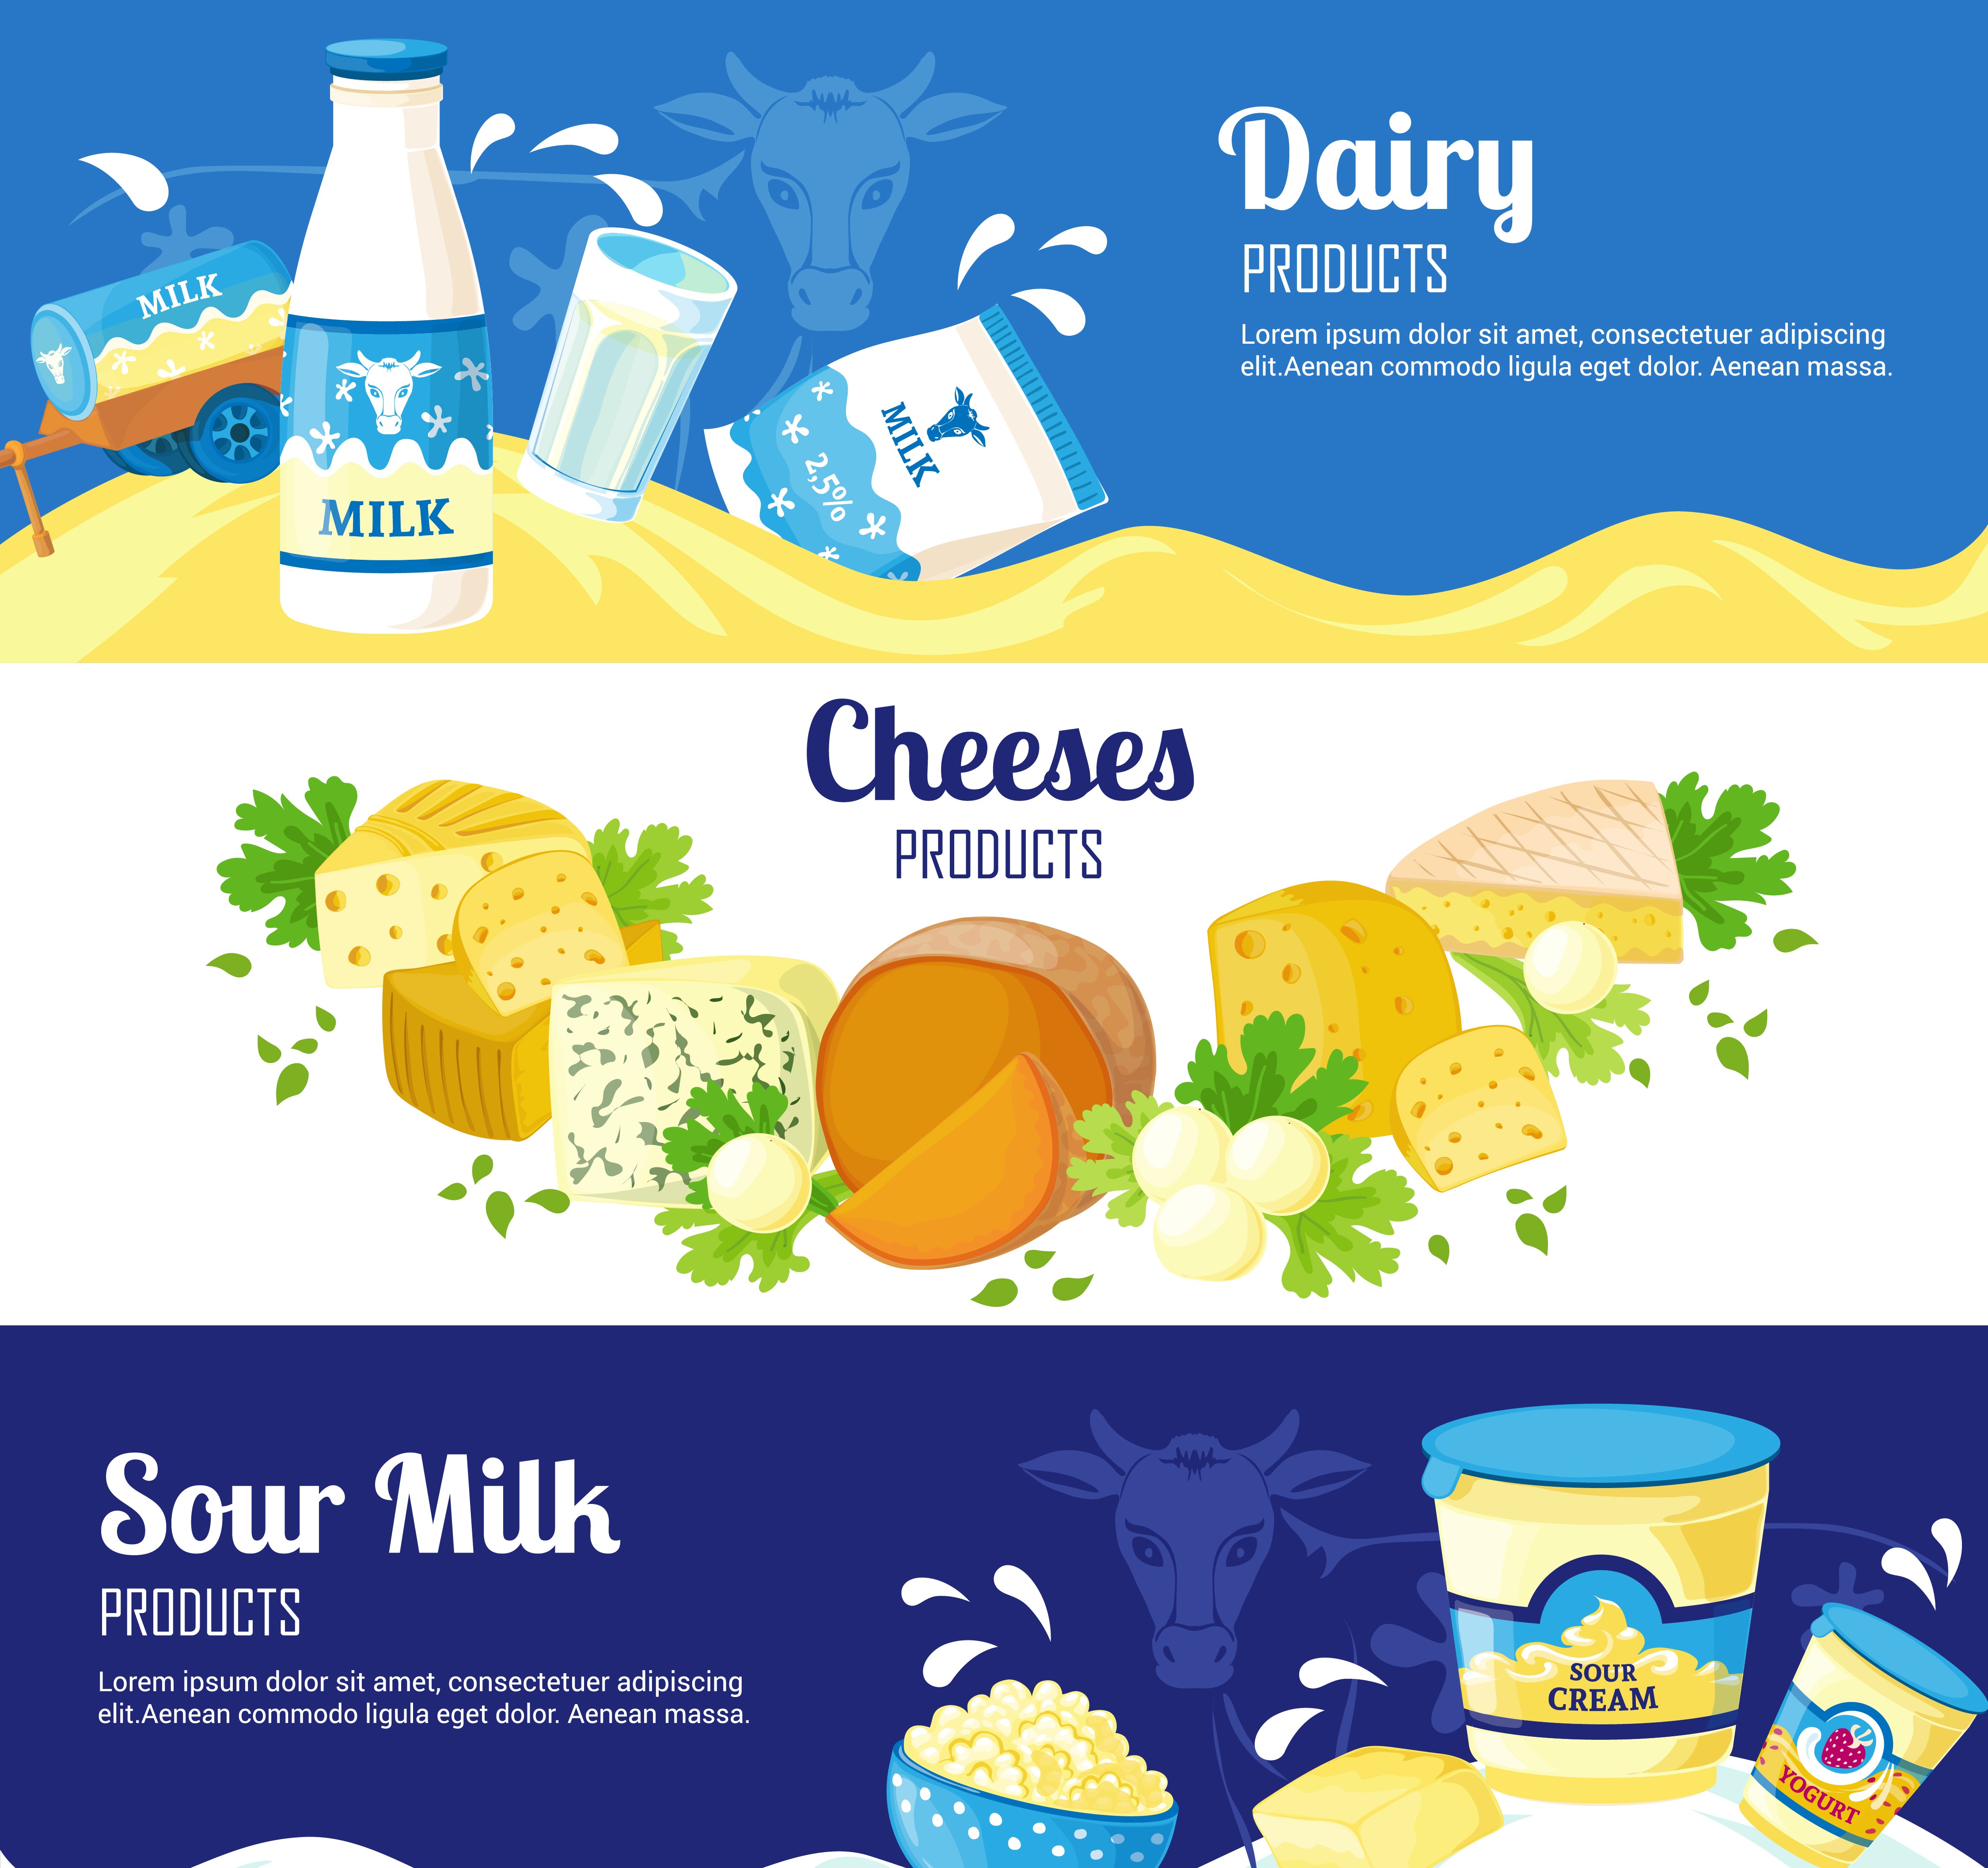 Dairy
PRODUCTS
Lorem ipsum dolor sit amet, consectetuer adipiscing
elit.Aenean commodo ligula eget dolor. Aenean massa.
MILK
MILK
2,5%
MILK
Cheeses
PRODUCTS
Sour Milk
PRODUCTS
Lorem ipsum dolor sit amet, consectetuer adipiscing
elit.Aenean commodo ligula eget dolor. Aenean massa.
SOUR
CREAM
YOGURT